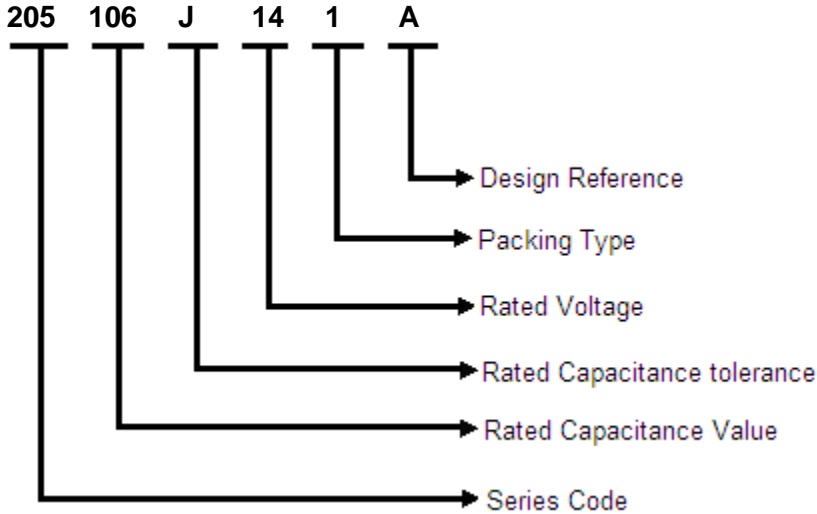 205 106 J 14 1 A
Design Reference
Packing Type
Rated Voltage
Rated Capacitance tolerance
Rated Capacitance Value
Series Code